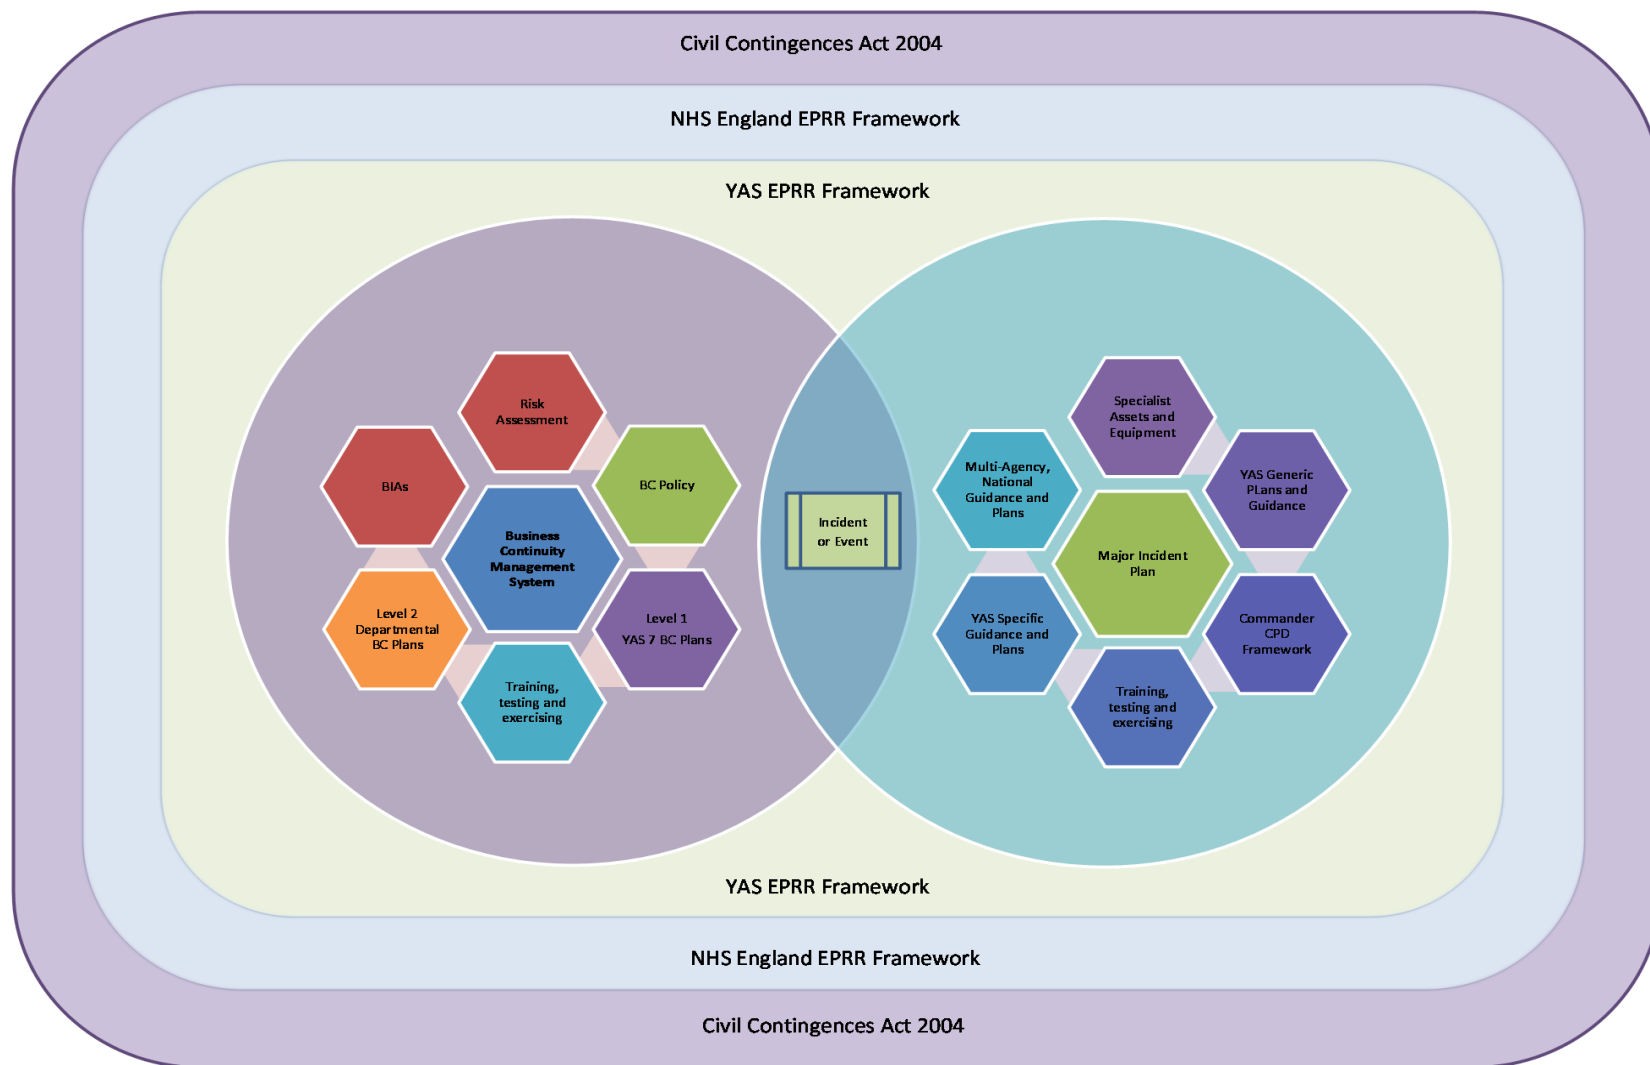 Civil Contingences Act 2004
NHS England EPRR Framework
YAS EPRR Framework
Risk
Assessment
BIAs
BC Policy
Business
Continuity
Management
System
Level 2
Departmental
BC Plans
Level 1
YAS 7 BC Plans
Training,
testing and
exercising
Incident
or Event
Specialist
Assets and
Equipment
Multi-Agency,
National
Guidance and
Plans
YAS Generic
PLans and
Guidance
Major Incident
Plan
YAS Specific
Guidance and
Plans
Commander
CPD
Framework
Training,
testing and
exercising
YAS EPRR Framework
NHS England EPRR Framework
Civil Contingences Act 2004